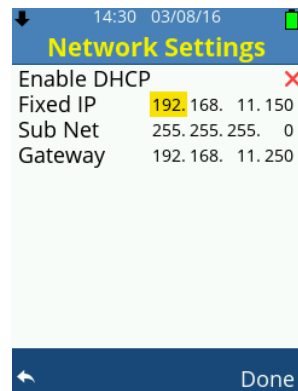 14:30 03/08/16
Network Settings
Enable DHCP
Fixed IP 192. 168. 11. 150
Sub Net 255. 255. 255. 0
Gateway 192. 168. 11. 250
Done